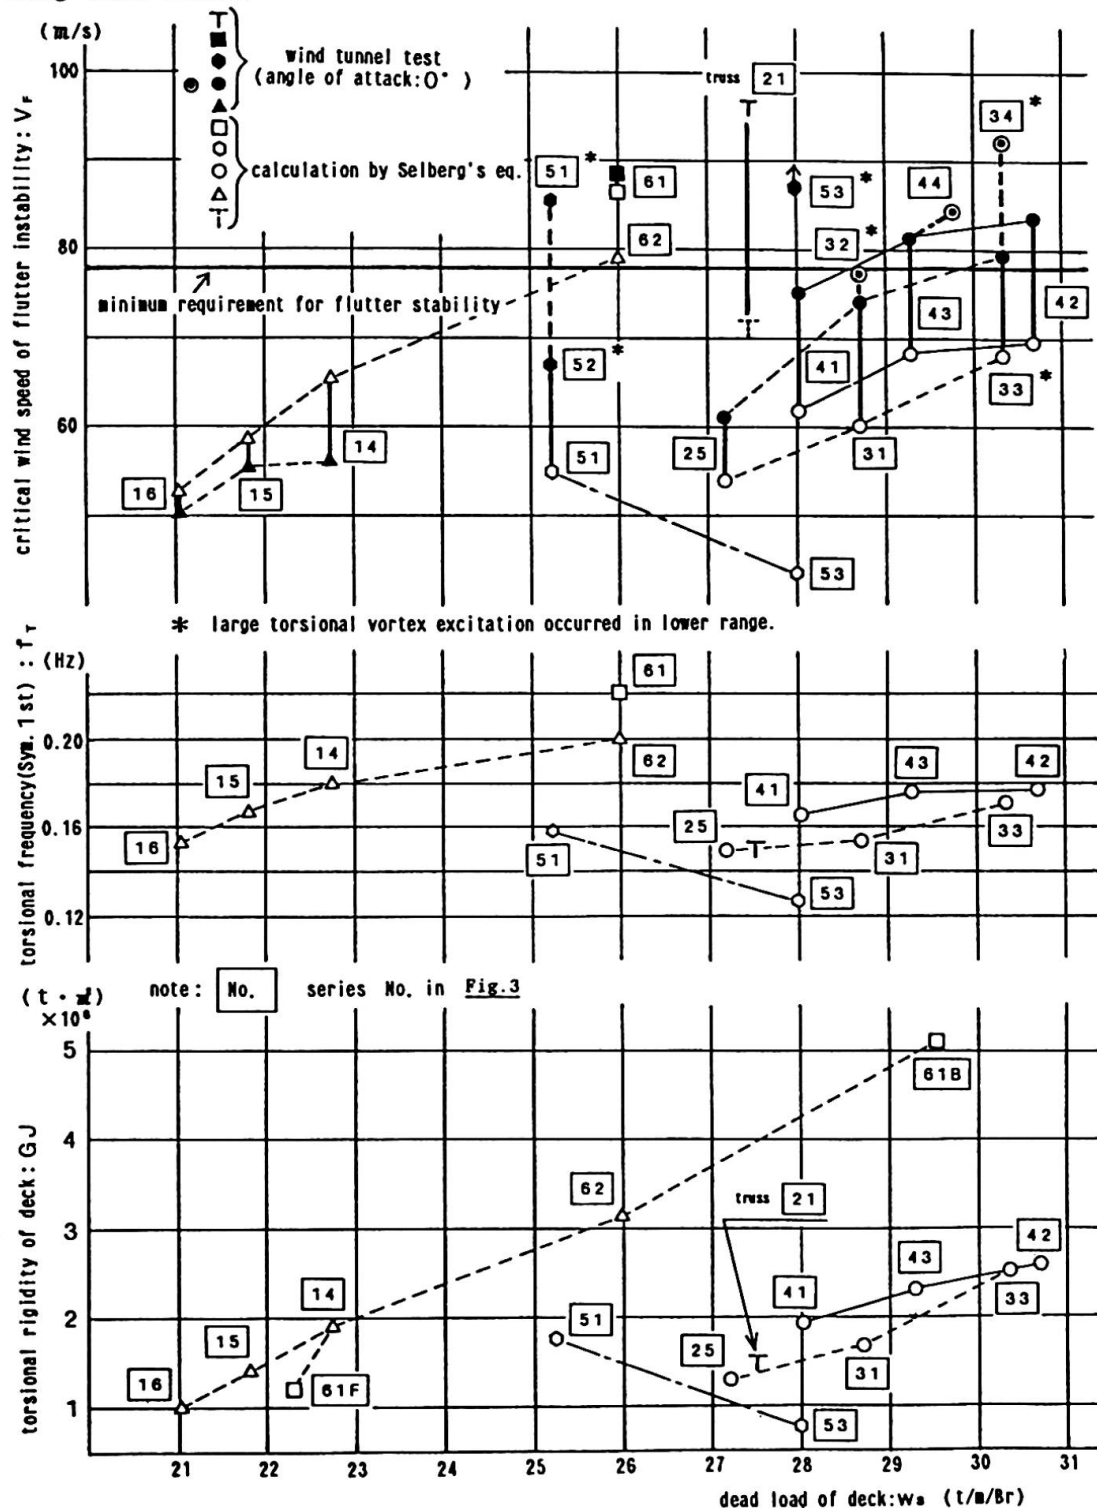 (m/s)
100
80
60
critical wind speed of flutter instability: VF
wind tunnel test
(angle of attack:0°)
calculation by Selberg's eq.
minimum requirement for flutter stability
truss 21
51*
61
62
53*
44
34*
32*
52*
43
42
41
33*
31
25
14
15
16
51
53
* large torsional vortex excitation occurred in lower range.
torsional frequency(Sym. 1st) : fT
(Hz)
0.20
0.16
0.12
61
62
14
15
16
51
53
41
43
42
25
T
31
33
note: No. series No. in Fig.3
×10⁶
5
4
3
2
1
torsional rigidity of deck: GJ
61B
62
truss 21
14
15
16
61F
51
53
41
43
42
25
T
31
33
21 22 23 24 25 26 27 28 29 30 31
dead load of deck:ws (t/m/Br)